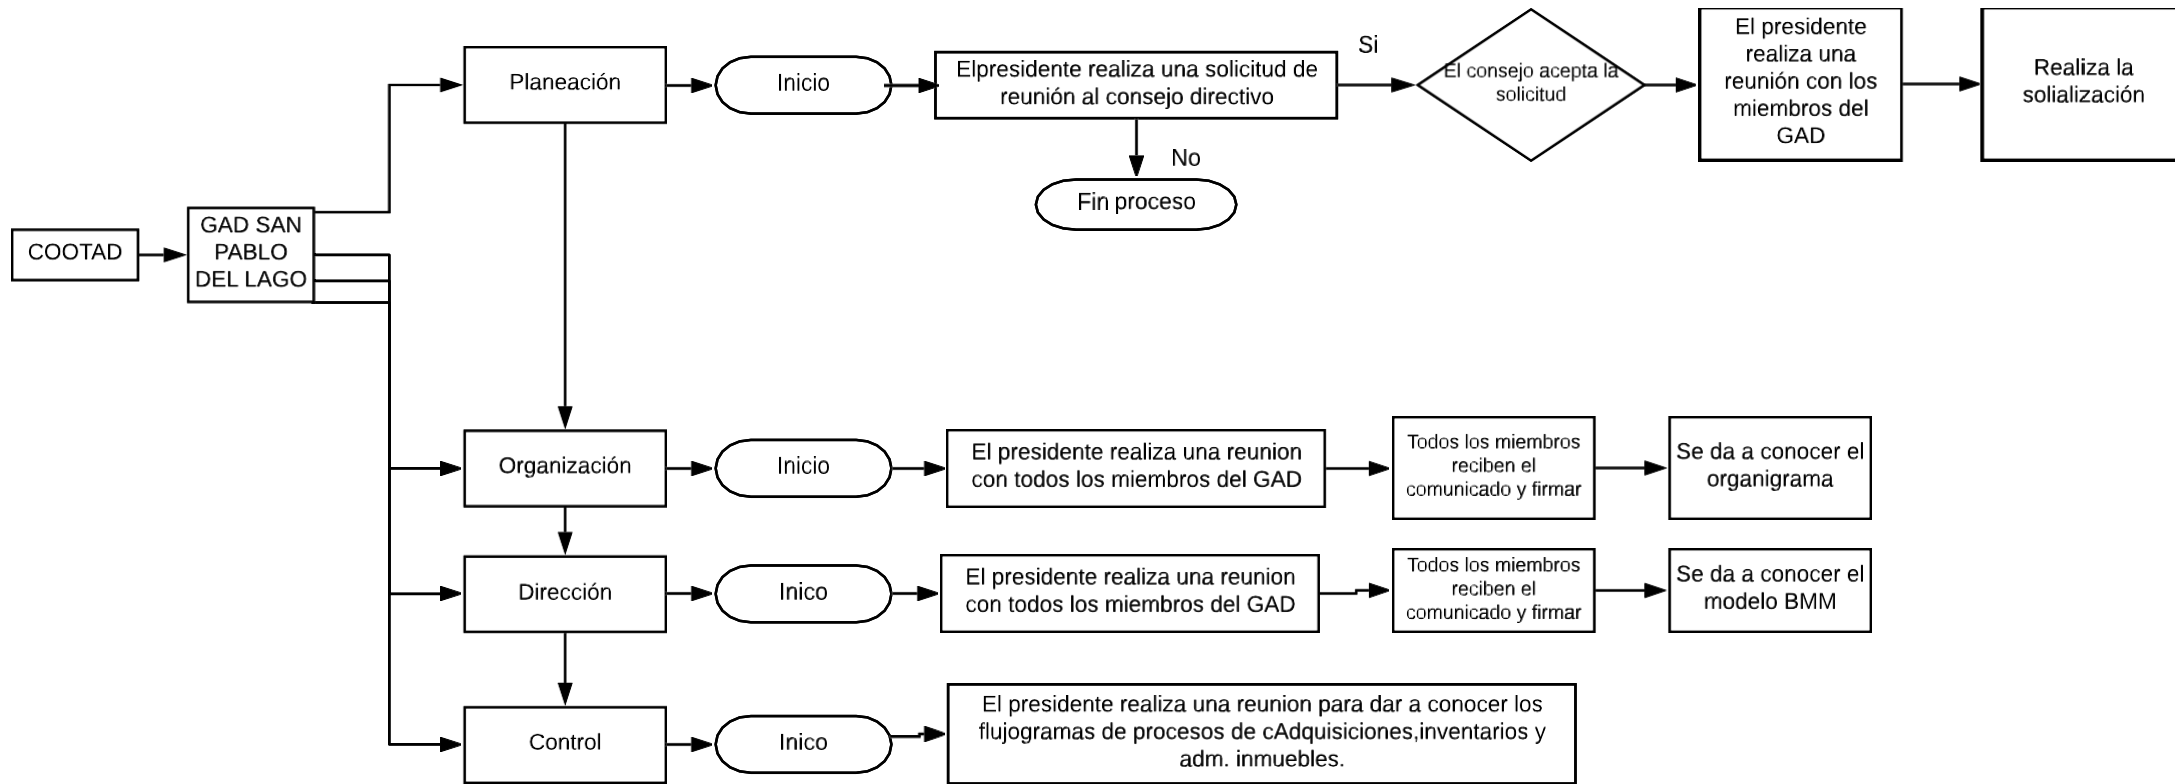 Planeación
Inicio
Elpresidente realiza una solicitud de
reunión al consejo directivo
Si
El consejo acepta la
solicitud
El presidente
realiza una
reunión con los
miembros del
GAD
Realiza la
solialización
No
Fin proceso
COOTAD
GAD SAN
PABLO
DEL LAGO
Organización
Inicio
El presidente realiza una reunion
con todos los miembros del GAD
Todos los miembros
reciben el
comunicado y firmar
Se da a conocer el
organigrama
Dirección
Inico
El presidente realiza una reunion
con todos los miembros del GAD
Todos los miembros
reciben el
comunicado y firmar
Se da a conocer el
modelo BMM
Control
Inico
El presidente realiza una reunion para dar a conocer los
flujogramas de procesos de cAdquisiciones,inventarios y
adm. inmuebles.